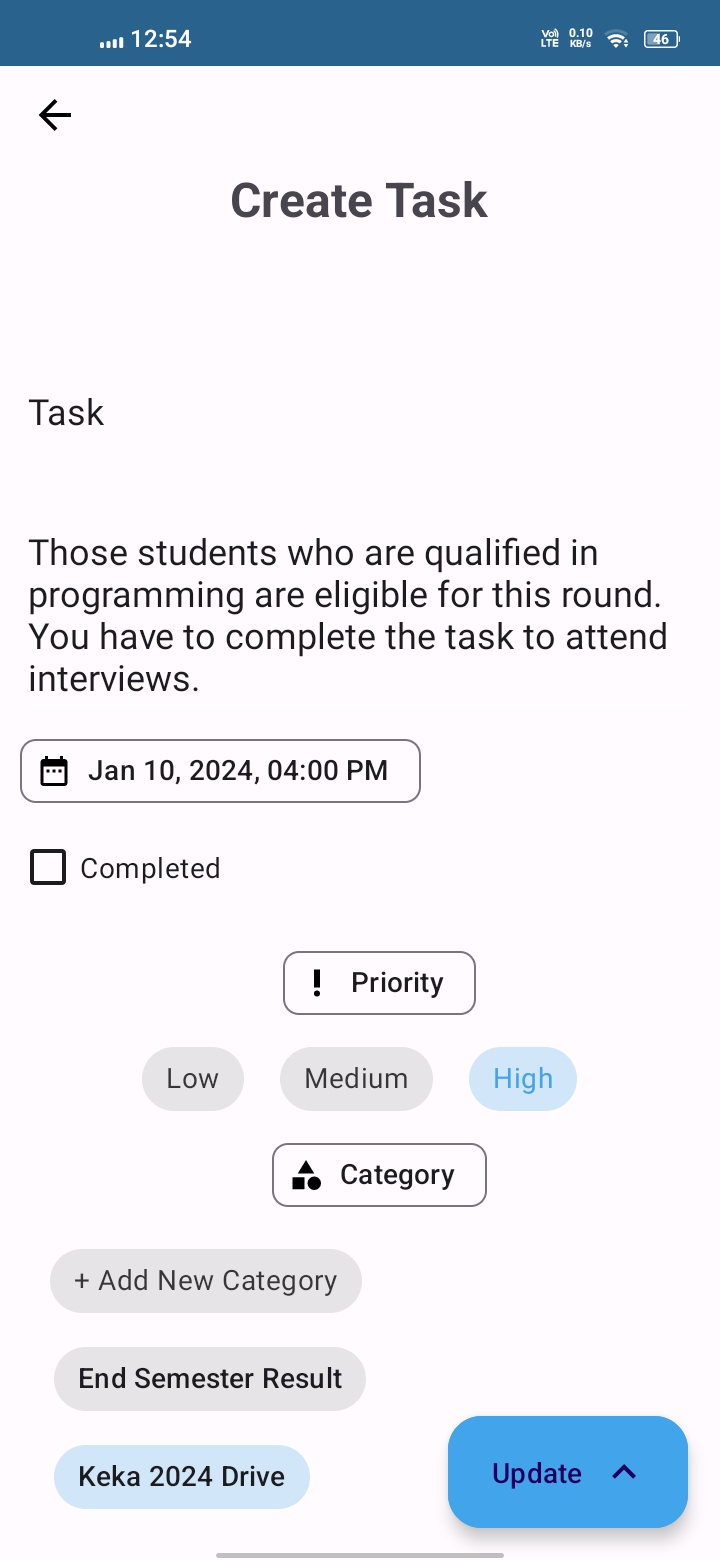 12:54 Vo) LTE 0.10 KB/s 46
Create Task
Task
Those students who are qualified in
programming are eligible for this round.
You have to complete the task to attend
interviews.
Jan 10, 2024, 04:00 PM
Completed
Priority
Low Medium High
Category
+ Add New Category
End Semester Result
Keka 2024 Drive
Update